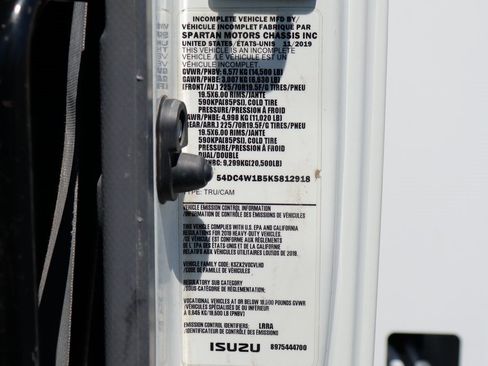 INCOMPLETE VEHICLE MFD BY/
VÉHICULE INCOMPLET FABRIQUE PAR
SPARTAN MOTORS CHASSIS INC
UNITED STATES/ÉTATS-UNIS 11/2019
THIS VEHICLE IS AN INCOMPLETE
VEHICLE /LE VEHICULE EST UN
VÉHICULE INCOMPLET
GVWR/PNBV: 6,577 KG (14,500 LB)
GAWR/PNBE: 3,007 KG (6,630 LB)
(FRONT/AV.) 225/70R19.5F/G TIRES/PNEU
19.5X6.00 RIMS/JANTE
590KPA(85PSI), COLD TIRE
PRESSURE/PRESSION À FROID
GAWR/PNBE: 4,998 KG (11,020 LB)
(REAR/ARR.) 225/70R19.5F/G TIRES/PNEU
19.5X6.00 RIMS/JANTE
590KPA(85PSI), COLD TIRE
PRESSURE/PRESSION À FROID
DUAL/DOUBLE
9,299KG(20,500LB)
54DC4W1B5KS812918
TYPE: TRU/CAM
VEHICLE EMISSION CONTROL INFORMATION
/INFORMATION DE CONTRÔLE DES ÉMISSIONS DE VÉHICULES
THIS VEHICLE COMPLIES WITH U.S. EPA AND CALIFORNIA
REGULATIONS FOR 2019 HEAVY-DUTY VEHICLES.
/CE VÉHICULE EST CONFORME AUX RÈGLEMENTS
DE L'EPA DES ÉTATS-UNIS ET DE LA CALIFORNIE
RELATIFS AUX VÉHICULES UTILITAIRES LOURDS DE 2019.
VEHICLE FAMILY:
/CODE DE FAMILLE DE VÉHICULES:
REGULATORY SUB CATEGORY
/SOUS-CATÉGORIE DE RÉGLEMENTATION:
VOCATIONAL VEHICLES AT OR BELOW 19,500 POUNDS GVWR
/VÉHICULES SPÉCIALISÉS DE OU INFÉRIEUR
À 8,845 KG/19,500 LB (PNBV)
EMISSION CONTROL IDENTIFIERS: LRRA
/IDENTIFICATEURS DE CONTRÔLE D'ÉMISSIONS
ISUZU 8975444700